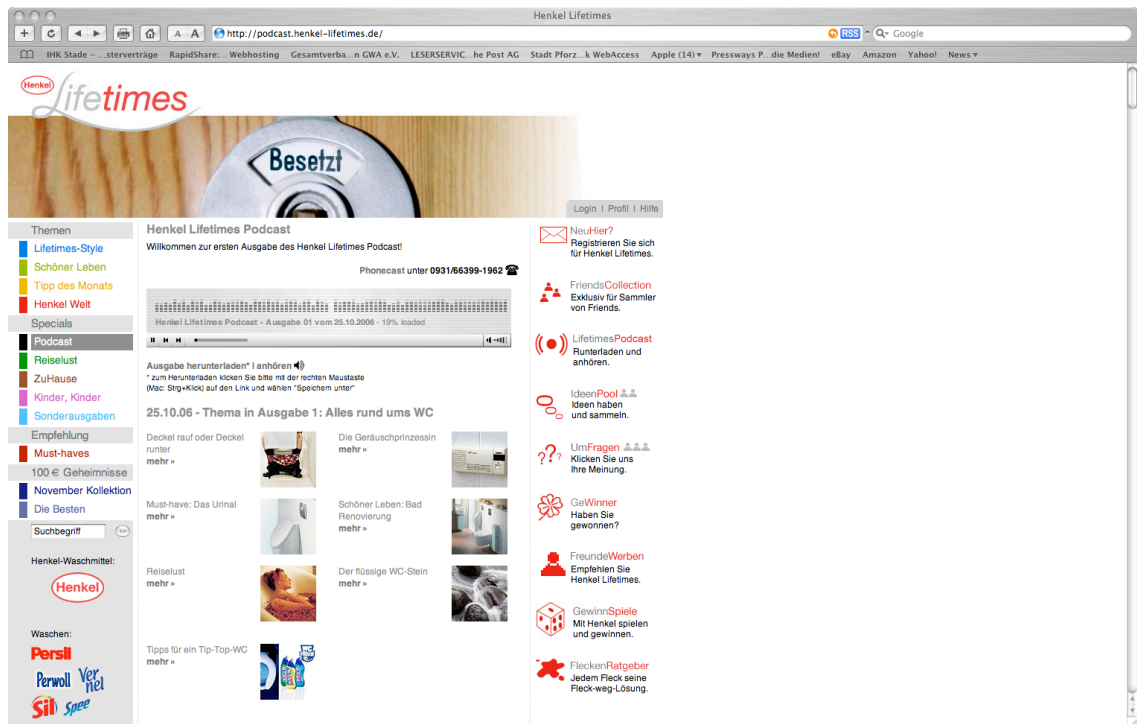 Henkel Lifetimes
A A
http://podcast.henkel-lifetimes.de/
RSS
Google
IHK Stade – ...sterverträge RapidShare:... Webhosting Gesamtverba...n GWA e.V. LESERSERVIC...he Post AG Stadt Pforz...k WebAccess Apple (14) Pressways P...die Medien! eBay Amazon Yahoo! News
Henkel
Lifetimes
Besetzt
Login | Profil | Hilfe
Themen
Lifetimes-Style
Schöner Leben
Tipp des Monats
Henkel Welt
Specials
Podcast
Reiselust
ZuHause
Kinder, Kinder
Sonderausgaben
Empfehlung
Must-haves
100 € Geheimnisse
November Kollektion
Die Besten
Suchbegriff >>
Henkel-Waschmittel:
Henkel
Waschen:
Persil
Perwoll
Vernel
Sil
Spee
Henkel Lifetimes Podcast
Willkommen zur ersten Ausgabe des Henkel Lifetimes Podcast!
Phonecast unter 0931/66399-1962
Henkel Lifetimes Podcast - Ausgabe 01 vom 25.10.2006 - 19% loaded
Ausgabe herunterladen* | anhören
* zum Herunterladen klicken Sie bitte mit der rechten Maustaste
(Mac: Strg+Klick) auf den Link und wählen "Speichern unter"
25.10.06 - Thema in Ausgabe 1: Alles rund ums WC
Deckel rauf oder Deckel
runter
mehr »
Die Geräuschprinzessin
mehr »
Must-have: Das Urinal
mehr »
Schöner Leben: Bad
Renovierung
mehr »
Reiselust
mehr »
Der flüssige WC-Stein
mehr »
Tipps für ein Tip-Top-WC
mehr »
NeuHier?
Registrieren Sie sich
für Henkel Lifetimes.
FriendsCollection
Exklusiv für Sammler
von Friends.
LifetimesPodcast
Runterladen und
anhören.
IdeenPool
Ideen haben
und sammeln.
UmFragen
Klicken Sie uns
Ihre Meinung.
GeWinner
Haben Sie
gewonnen?
FreundeWerben
Empfehlen Sie
Henkel Lifetimes.
GewinnSpiele
Mit Henkel spielen
und gewinnen.
FleckenRatgeber
Jedem Fleck seine
Fleck-weg-Lösung.